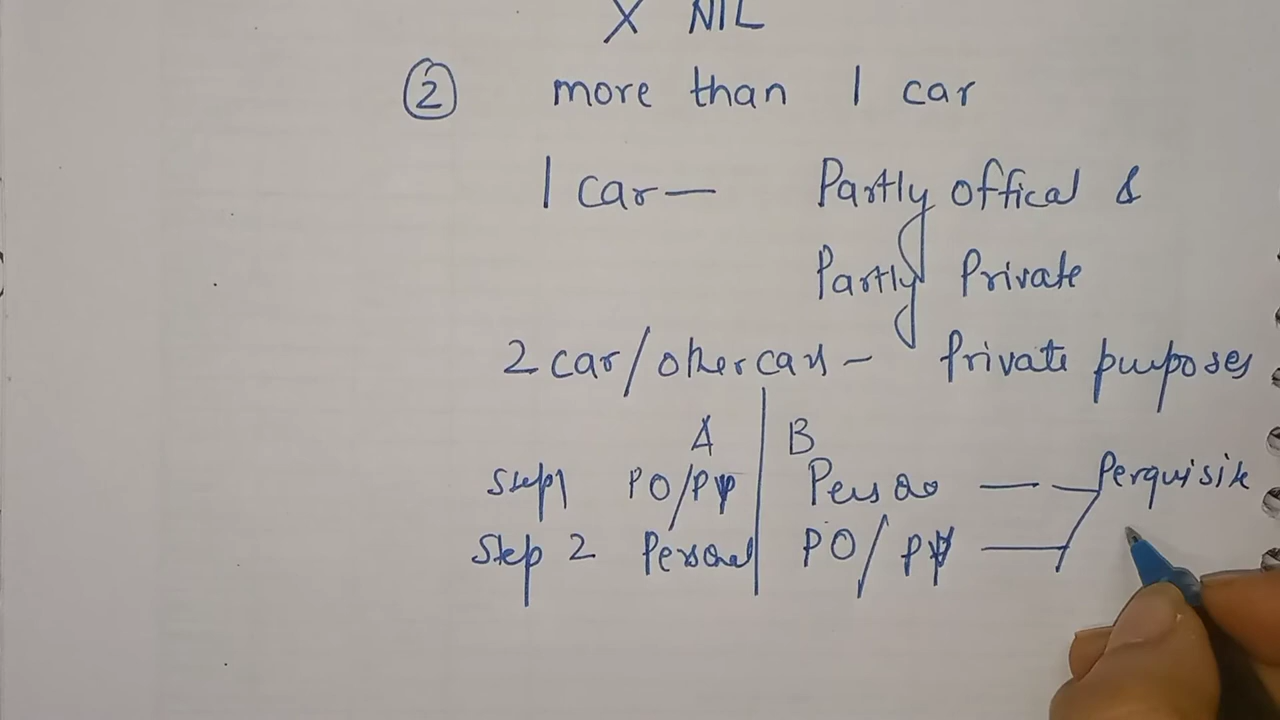 X NIL
2 more than 1 car
1 car — Partly offical &
Partly Private
2 car/other cars - Private purposes
A | B
Step1 PO/PP Perso — Perquisite
Step 2 Personal PO/PP —